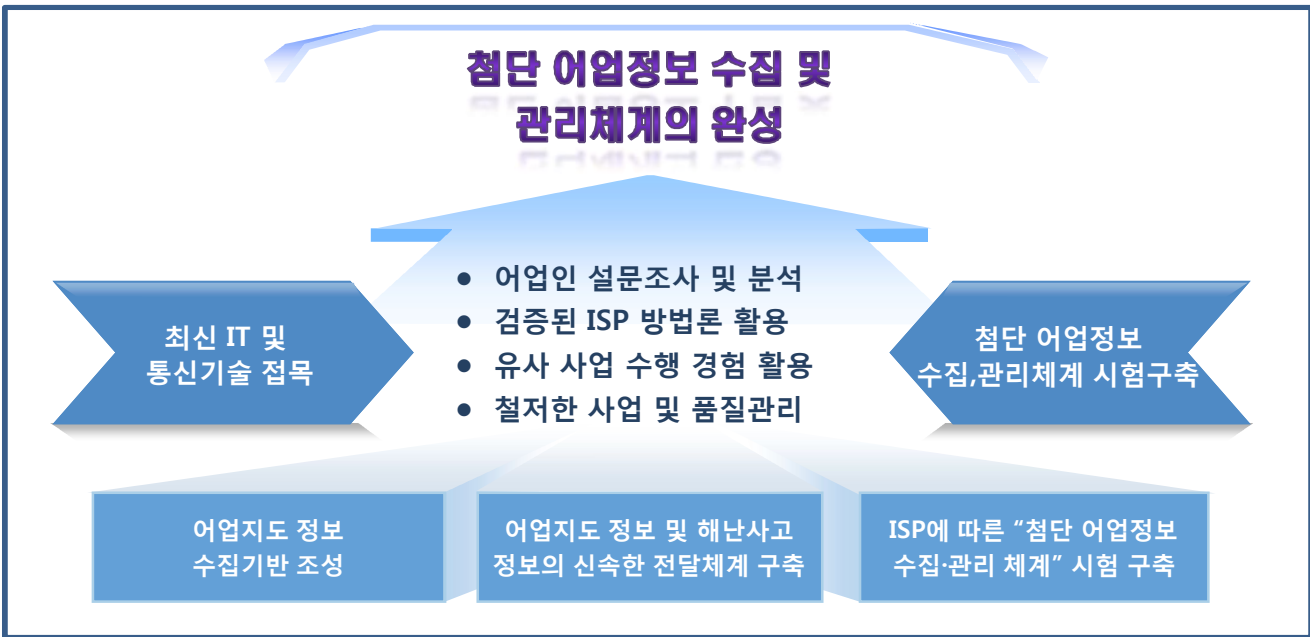 첨단 어업정보 수집 및
관리체계의 완성
● 어업인 설문조사 및 분석
● 검증된 ISP 방법론 활용
● 유사 사업 수행 경험 활용
● 철저한 사업 및 품질관리
최신 IT 및
통신기술 접목
첨단 어업정보
수집,관리체계 시험구축
어업지도 정보
수집기반 조성
어업지도 정보 및 해난사고
정보의 신속한 전달체계 구축
ISP에 따른 “첨단 어업정보
수집·관리 체계” 시험 구축